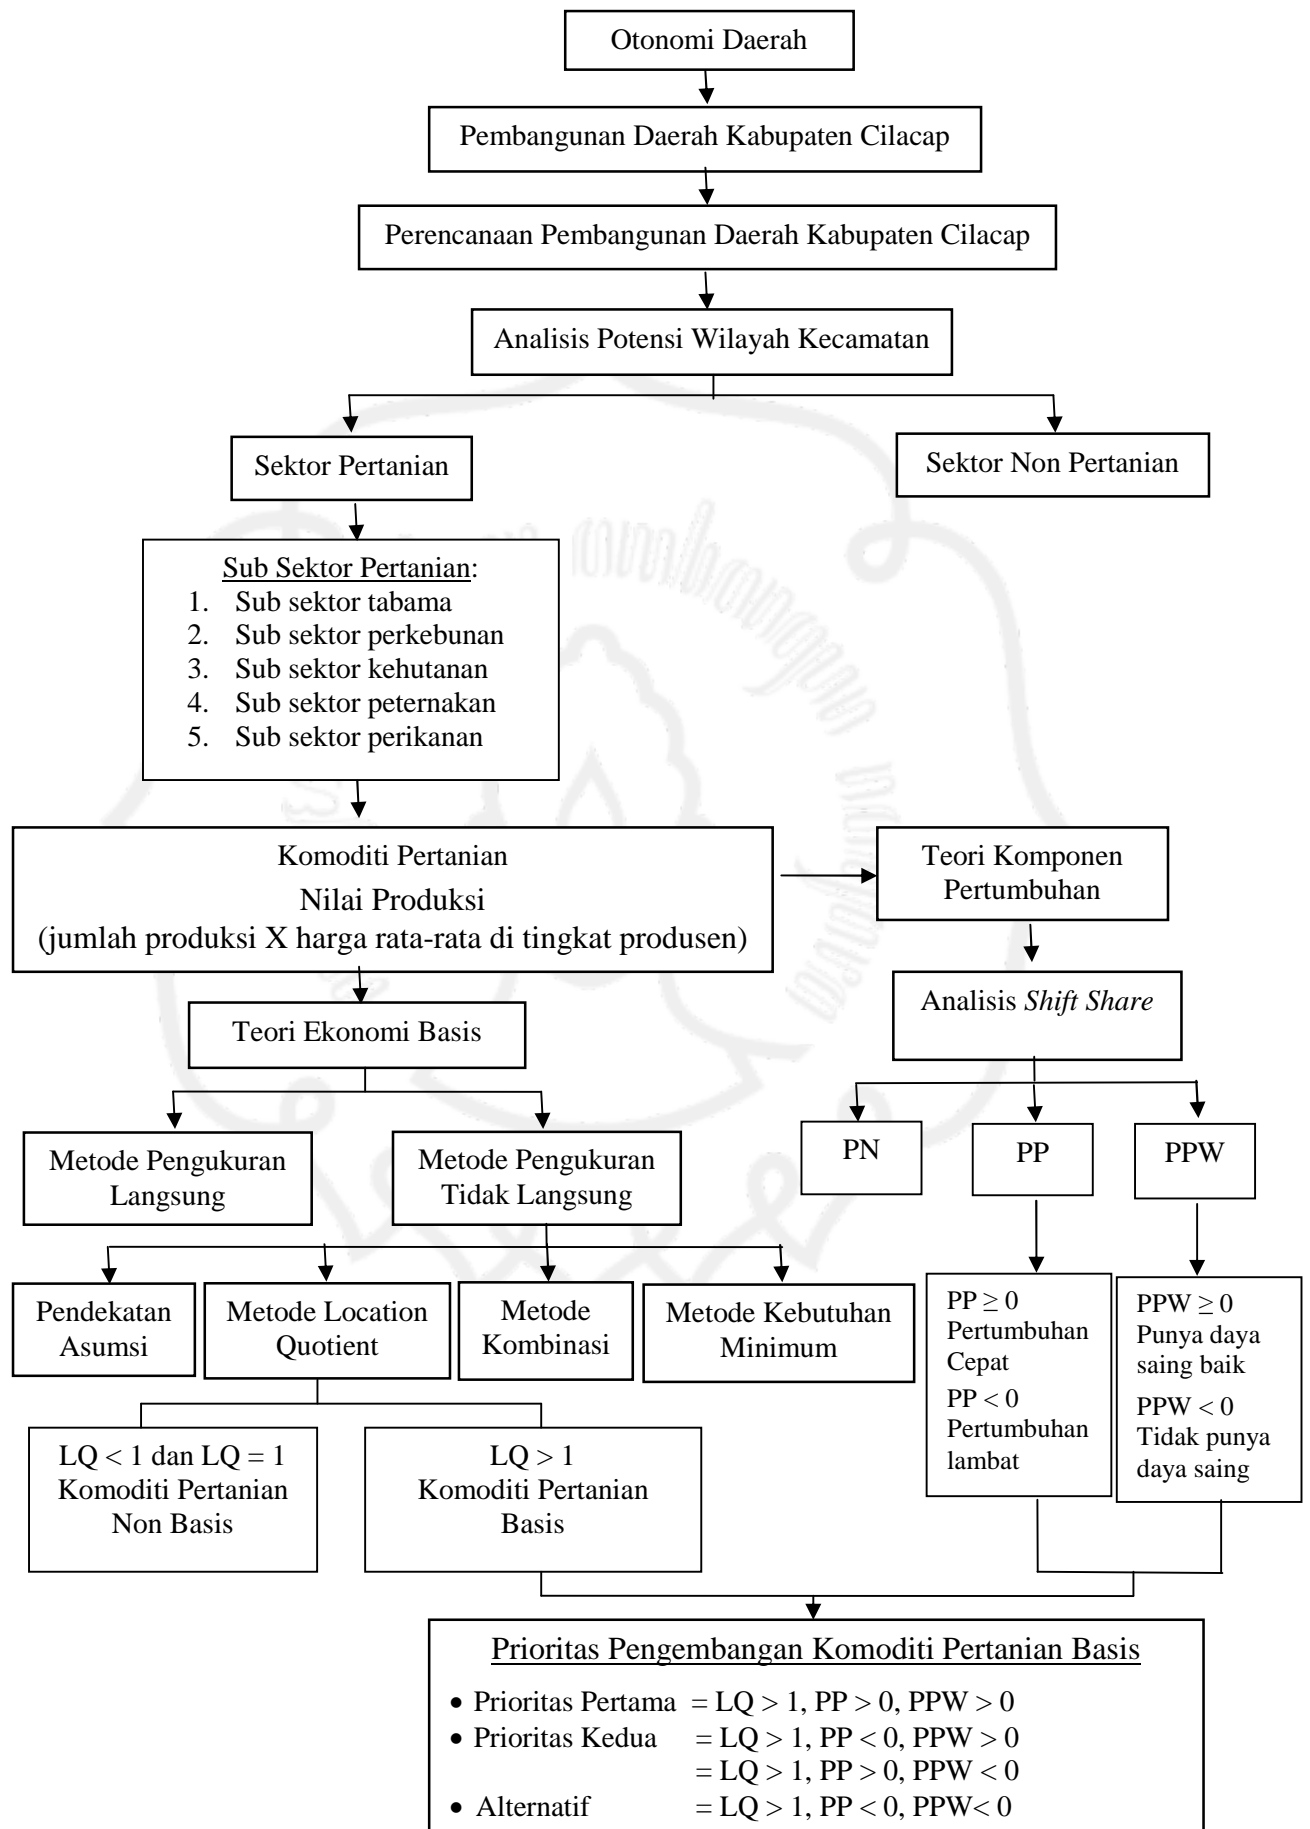 Otonomi Daerah
Pembangunan Daerah Kabupaten Cilacap
Perencanaan Pembangunan Daerah Kabupaten Cilacap
Analisis Potensi Wilayah Kecamatan
Sektor Pertanian
Sektor Non Pertanian
Sub Sektor Pertanian:
1. Sub sektor tabama
2. Sub sektor perkebunan
3. Sub sektor kehutanan
4. Sub sektor peternakan
5. Sub sektor perikanan
Komoditi Pertanian
Nilai Produksi
(jumlah produksi X harga rata-rata di tingkat produsen)
Teori Komponen
Pertumbuhan
Teori Ekonomi Basis
Analisis Shift Share
Metode Pengukuran
Langsung
Metode Pengukuran
Tidak Langsung
PN
PP
PPW
Pendekatan
Asumsi
Metode Location
Quotient
Metode
Kombinasi
Metode Kebutuhan
Minimum
PP ≥ 0
Pertumbuhan
Cepat
PP < 0
Pertumbuhan
lambat
PPW ≥ 0
Punya daya
saing baik
PPW < 0
Tidak punya
daya saing
LQ < 1 dan LQ = 1
Komoditi Pertanian
Non Basis
LQ > 1
Komoditi Pertanian
Basis
Prioritas Pengembangan Komoditi Pertanian Basis
• Prioritas Pertama = LQ > 1, PP > 0, PPW > 0
• Prioritas Kedua = LQ > 1, PP < 0, PPW > 0
= LQ > 1, PP > 0, PPW < 0
• Alternatif = LQ > 1, PP < 0, PPW< 0